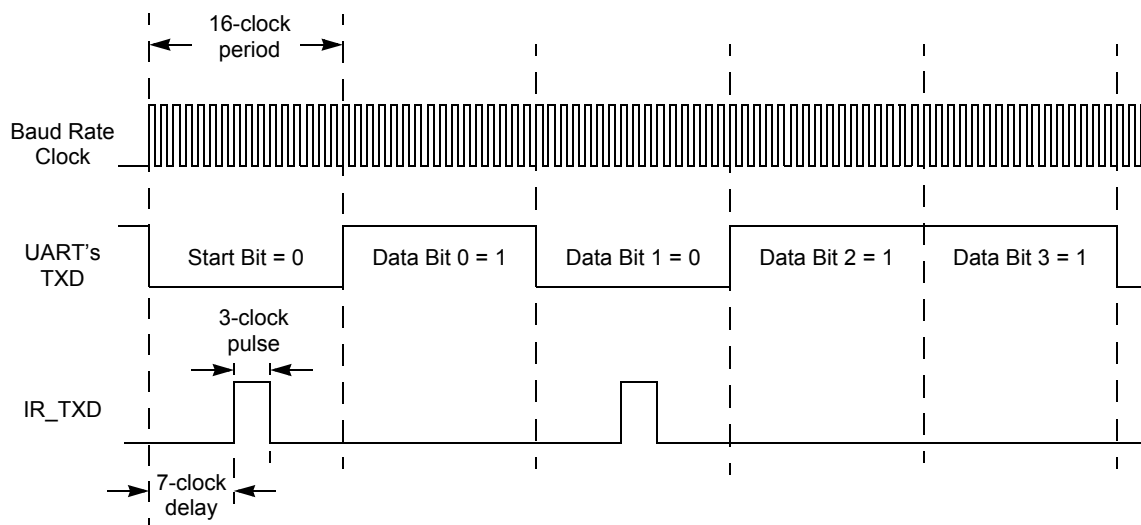 16-clock
period
Baud Rate
Clock
UART's
TXD
Start Bit = 0
Data Bit 0 = 1
Data Bit 1 = 0
Data Bit 2 = 1
Data Bit 3 = 1
3-clock
pulse
IR_TXD
7-clock
delay